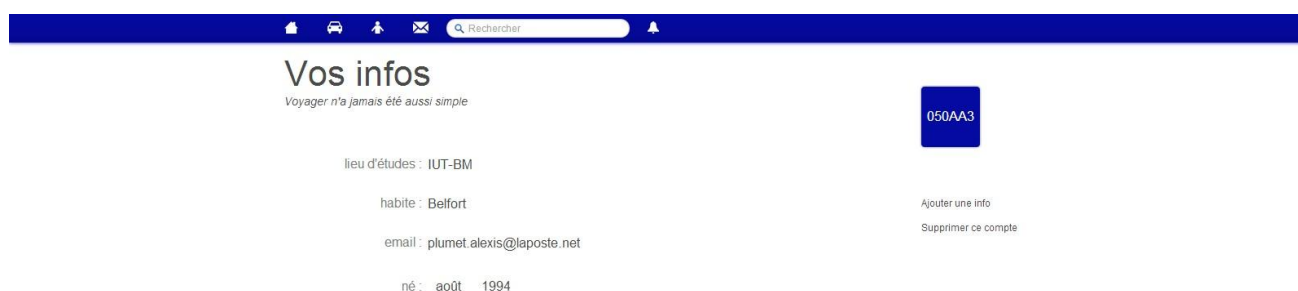 Rechercher
Vos infos
Voyager n'a jamais été aussi simple
050AA3
lieu d'études : IUT-BM
habite : Belfort
Ajouter une info
Supprimer ce compte
email : plumet.alexis@laposte.net
né : août 1994